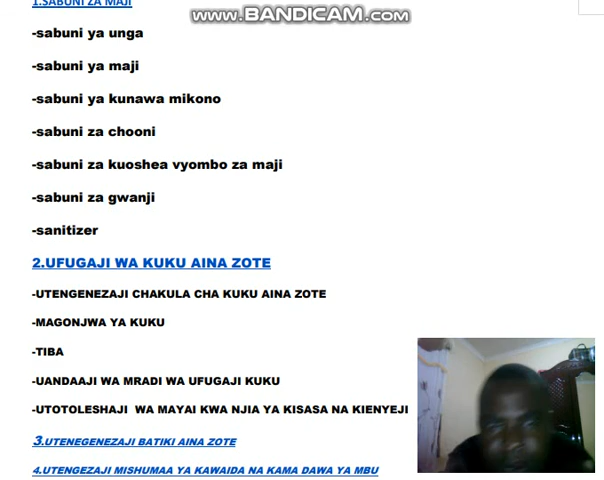 1.SABUNI ZA MAJI
www.BANDICAM.com
-sabuni ya unga
-sabuni ya maji
-sabuni ya kunawa mikono
-sabuni za chooni
-sabuni za kuoshea vyombo za maji
-sabuni za gwanji
-sanitizer
2.UFUGAJI WA KUKU AINA ZOTE
-UTENGENEZAJI CHAKULA CHA KUKU AINA ZOTE
-MAGONJWA YA KUKU
-TIBA
-UANDAAJI WA MRADI WA UFUGAJI KUKU
-UTOTOLESHAJI WA MAYAI KWA NJIA YA KISASA NA KIENYEJI
3.UTENEGENEZAJI BATIKI AINA ZOTE
4.UTENGEZAJI MISHUMAA YA KAWAIDA NA KAMA DAWA YA MBU